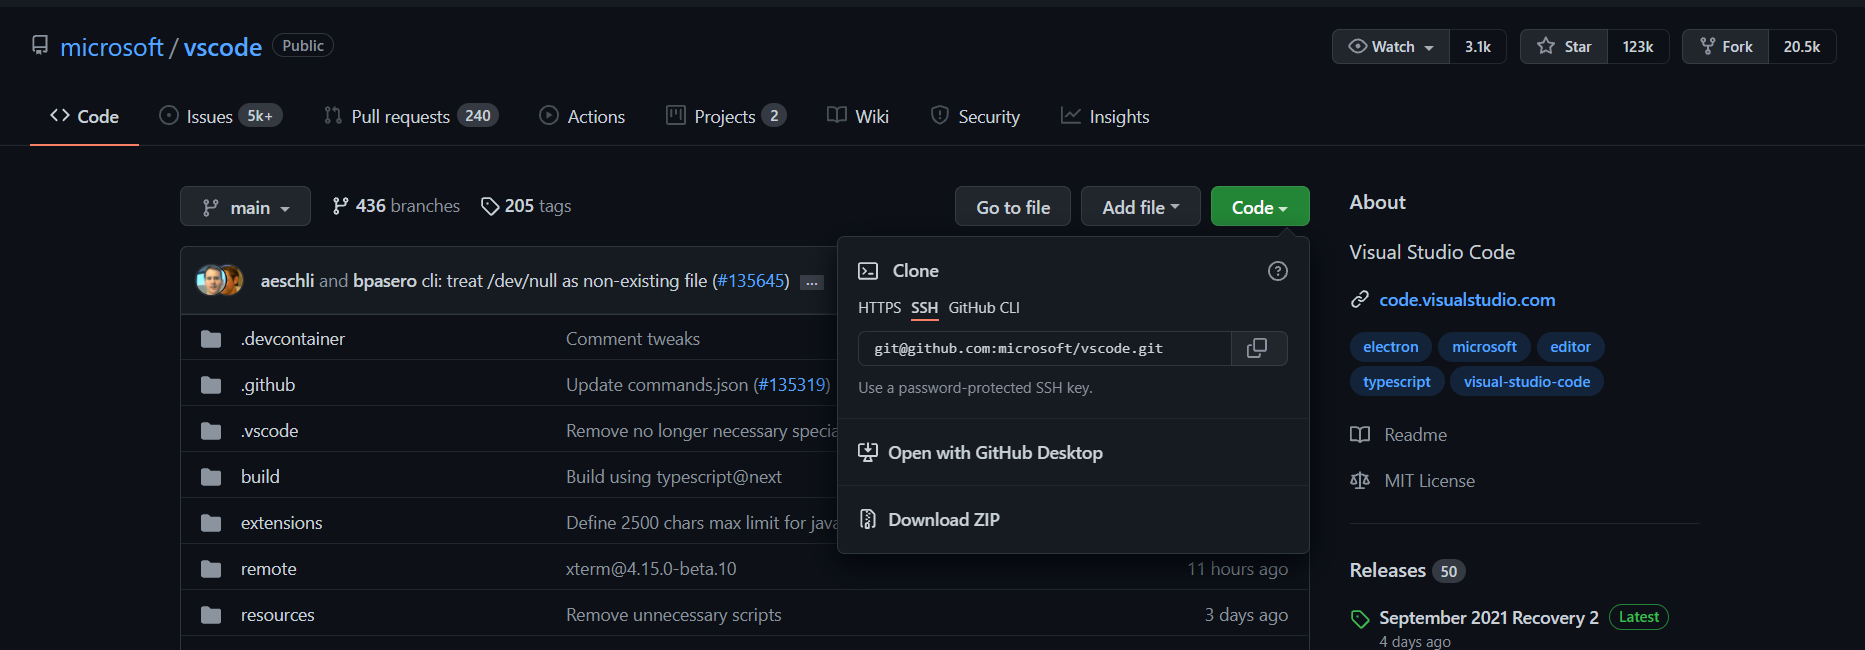 microsoft / vscode Public
Watch 3.1k Star 123k Fork 20.5k
Code Issues 5k+ Pull requests 240 Actions Projects 2 Wiki Security Insights
main 436 branches 205 tags
Go to file Add file Code
aeschli and bpasero cli: treat /dev/null as non-existing file (#135645) ...
.devcontainer Comment tweaks
.github Update commands.json (#135319)
.vscode Remove no longer necessary specia
build Build using typescript@next
extensions Define 2500 chars max limit for java
remote xterm@4.15.0-beta.10 11 hours ago
resources Remove unnecessary scripts 3 days ago
Clone
HTTPS SSH GitHub CLI
git@github.com:microsoft/vscode.git
Use a password-protected SSH key.
Open with GitHub Desktop
Download ZIP
About
Visual Studio Code
code.visualstudio.com
electron microsoft editor
typescript visual-studio-code
Readme
MIT License
Releases 50
September 2021 Recovery 2 Latest
4 days ago